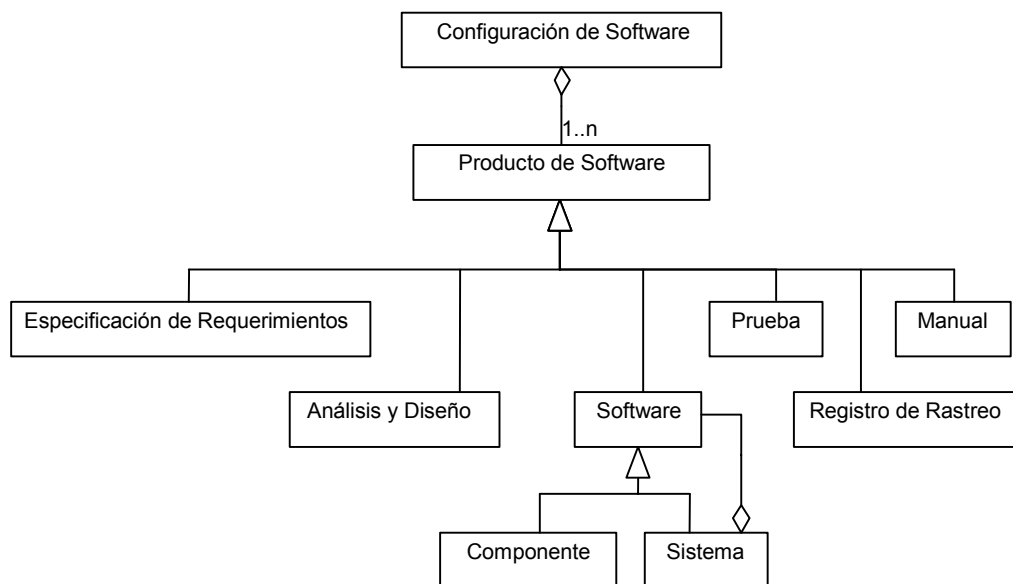 Configuración de Software
1..n
Producto de Software
Especificación de Requerimientos
Prueba
Manual
Análisis y Diseño
Software
Registro de Rastreo
Componente
Sistema